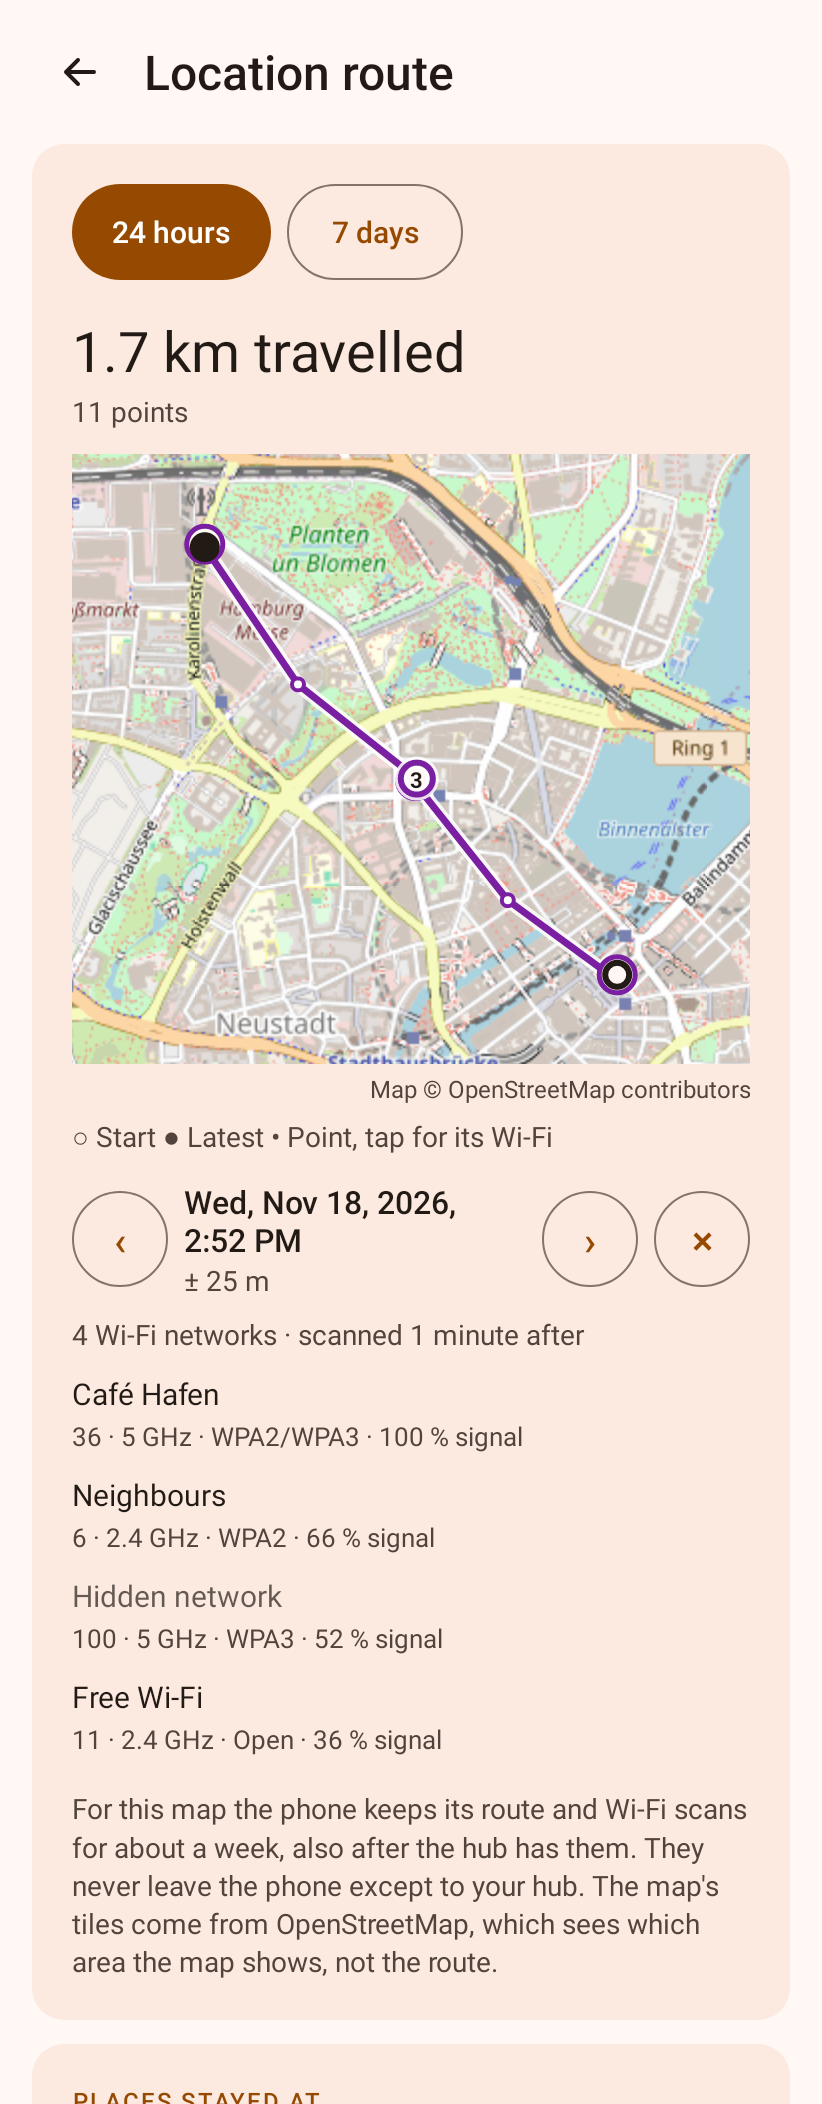 Location route
24 hours
7 days
1.7 km travelled
11 points
Planten
un Blomen
Karolinenstraß
Hamburg
Messe
Ring 1
3
Binnenalster
Ballindamm
Glacischaussee
Holstenwall
Neustadt
Stadthausbrücke
Map © OpenStreetMap contributors
○ Start ● Latest • Point, tap for its Wi-Fi
‹
Wed, Nov 18, 2026,
2:52 PM
± 25 m
›
×
4 Wi-Fi networks · scanned 1 minute after
Café Hafen
36 · 5 GHz · WPA2/WPA3 · 100 % signal
Neighbours
6 · 2.4 GHz · WPA2 · 66 % signal
Hidden network
100 · 5 GHz · WPA3 · 52 % signal
Free Wi-Fi
11 · 2.4 GHz · Open · 36 % signal
For this map the phone keeps its route and Wi-Fi scans
for about a week, also after the hub has them. They
never leave the phone except to your hub. The map's
tiles come from OpenStreetMap, which sees which
area the map shows, not the route.
PLACES STAYED AT